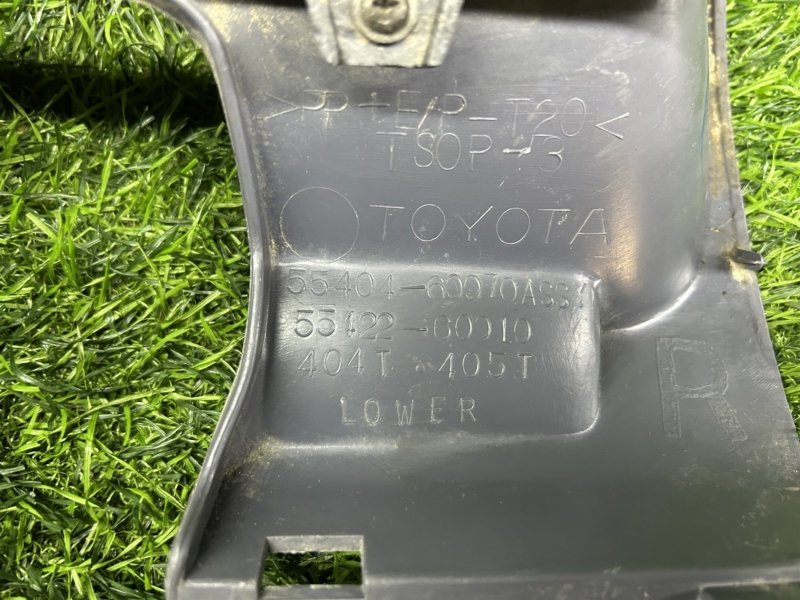 >PP+E/P-T20<
TSOP-3
TOYOTA
55404-60070ASSY
55422-60010
404T 405T
LOWER
R